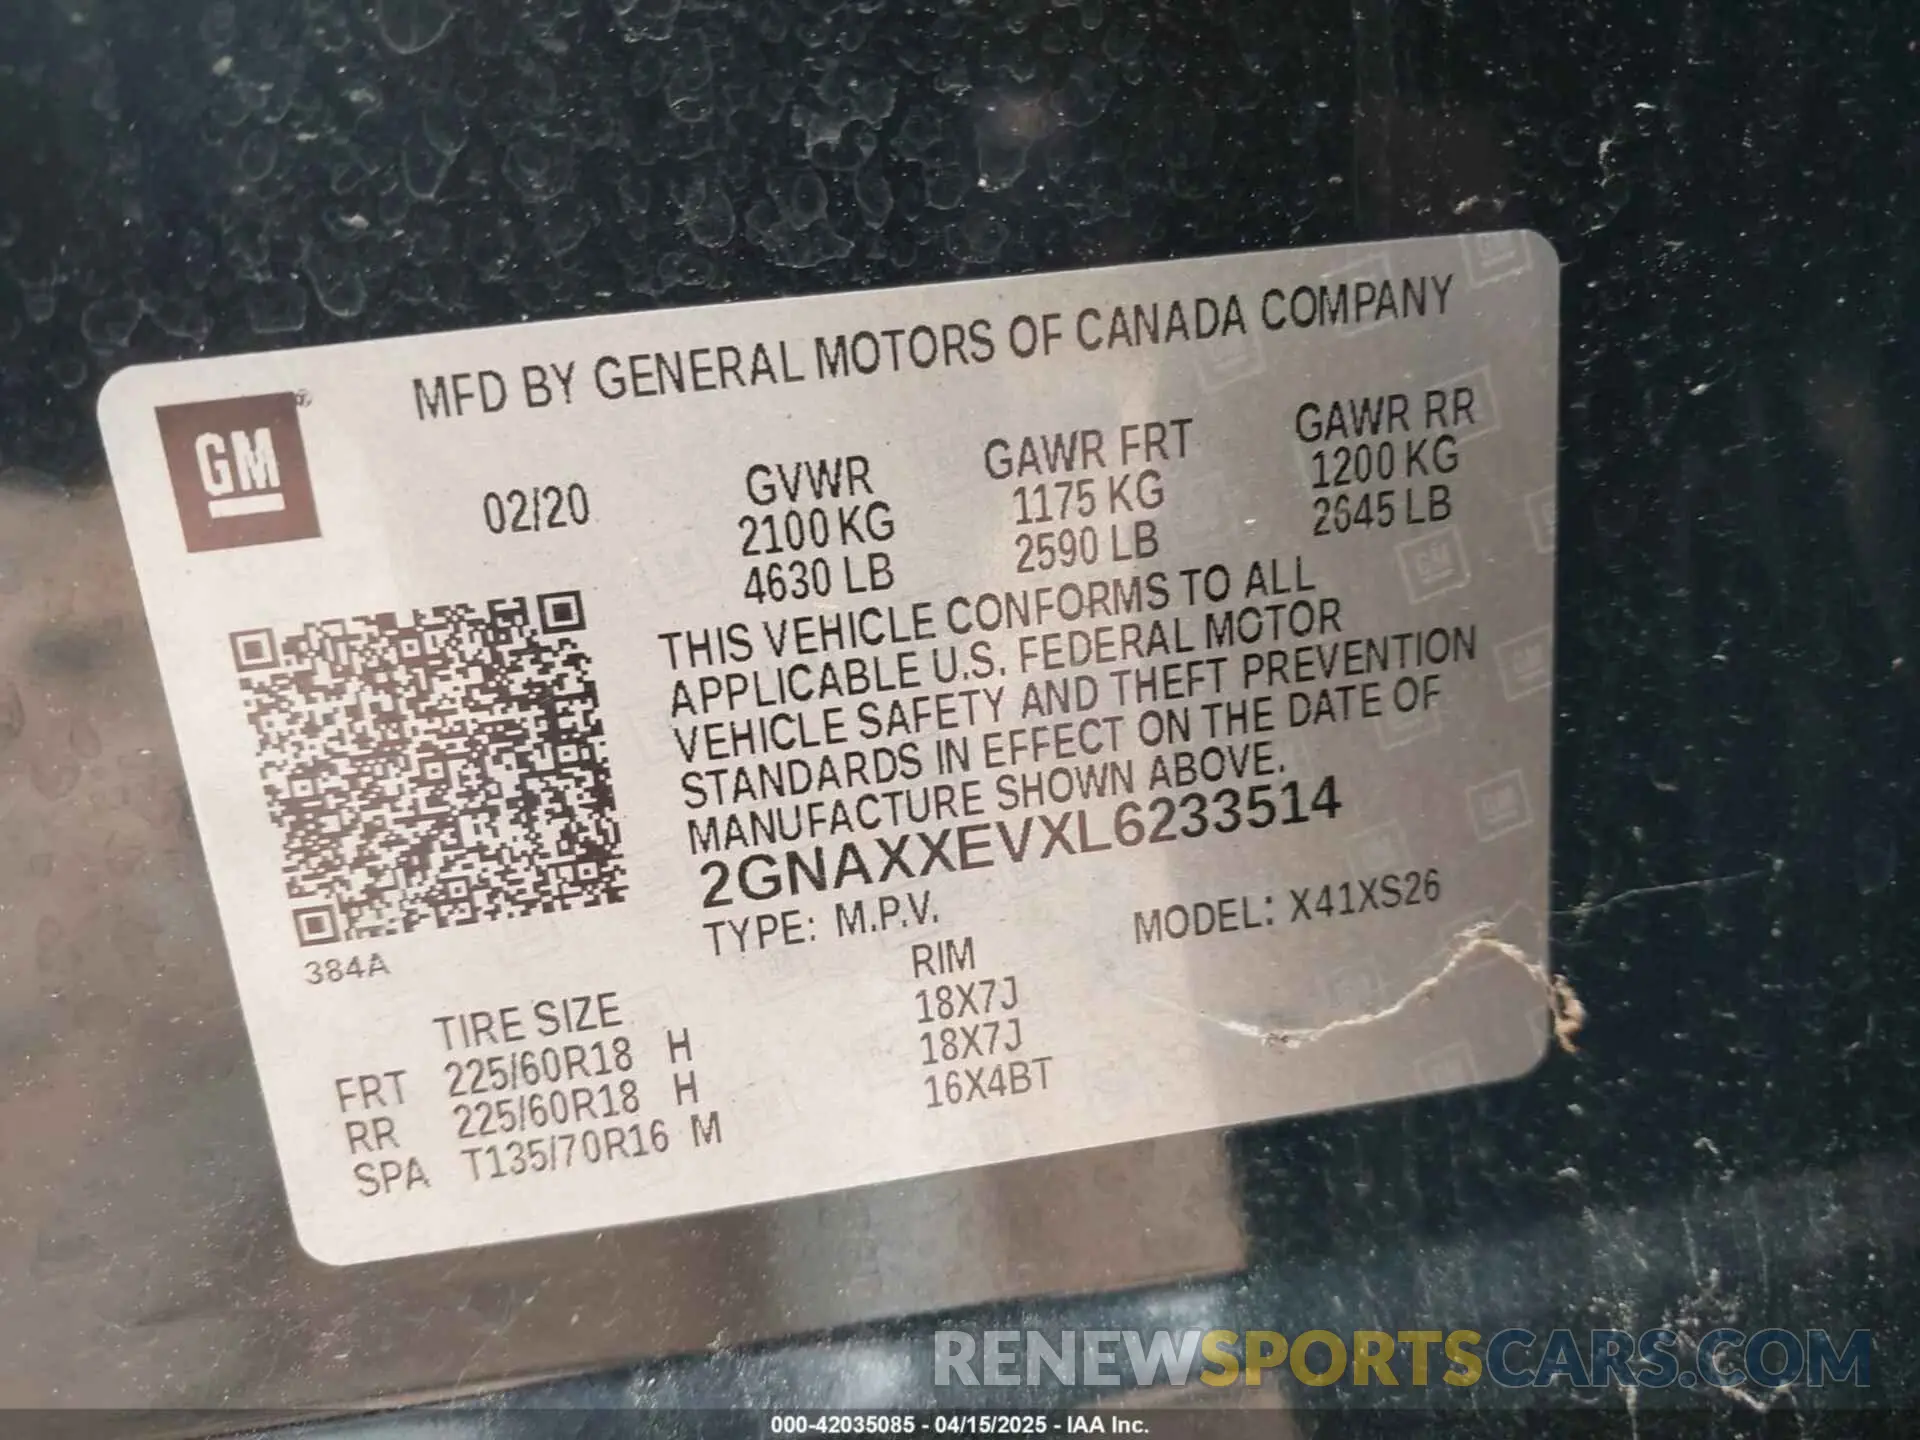 MFD BY GENERAL MOTORS OF CANADA COMPANY
GM ®
02/20
GVWR
2100 KG
4630 LB
GAWR FRT
1175 KG
2590 LB
GAWR RR
1200 KG
2645 LB
THIS VEHICLE CONFORMS TO ALL
APPLICABLE U.S. FEDERAL MOTOR
VEHICLE SAFETY AND THEFT PREVENTION
STANDARDS IN EFFECT ON THE DATE OF
MANUFACTURE SHOWN ABOVE.
2GNAXXEVXL6233514
TYPE: M.P.V.
MODEL: X41XS26
384A
TIRE SIZE RIM
FRT 225/60R18 H 18X7J
RR 225/60R18 H 18X7J
SPA T135/70R16 M 16X4BT
RENEWSPORTSCARS.COM
000-42035085 - 04/15/2025 - IAA Inc.